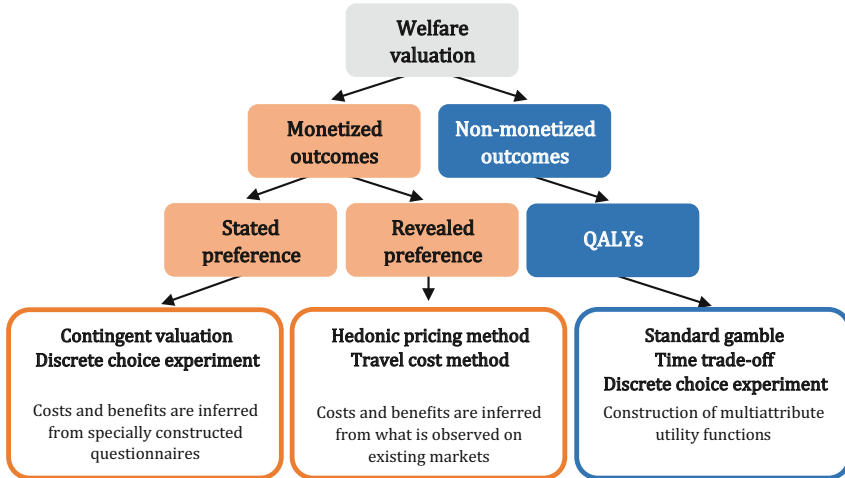 Welfare
valuation
Monetized
outcomes
Non-monetized
outcomes
Stated
preference
Revealed
preference
QALYs
Contingent valuation
Discrete choice experiment
Costs and benefits are inferred
from specially constructed
questionnaires
Hedonic pricing method
Travel cost method
Costs and benefits are inferred
from what is observed on
existing markets
Standard gamble
Time trade-off
Discrete choice experiment
Construction of multiattribute
utility functions